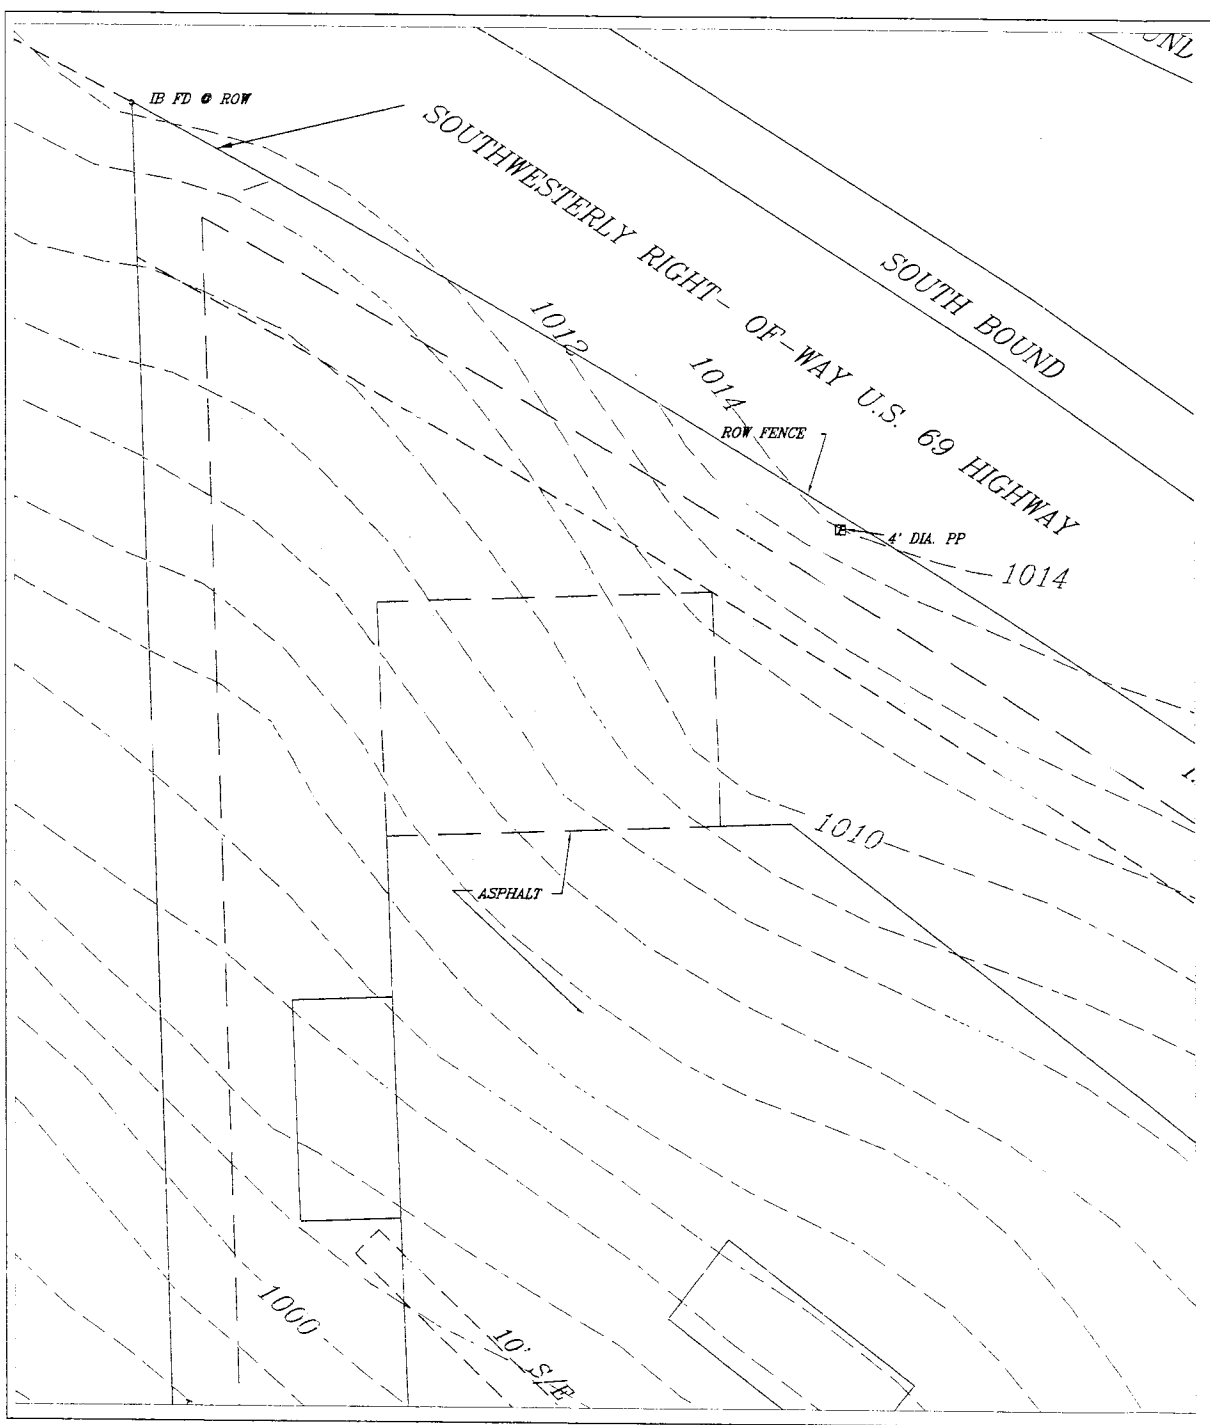 IB FD @ ROW
SOUTHWESTERLY RIGHT- OF-WAY U.S. 69 HIGHWAY
SOUTH BOUND
1012
1014
ROW FENCE
4' DIA. PP
1014
1010
ASPHALT
1000
10' S/E